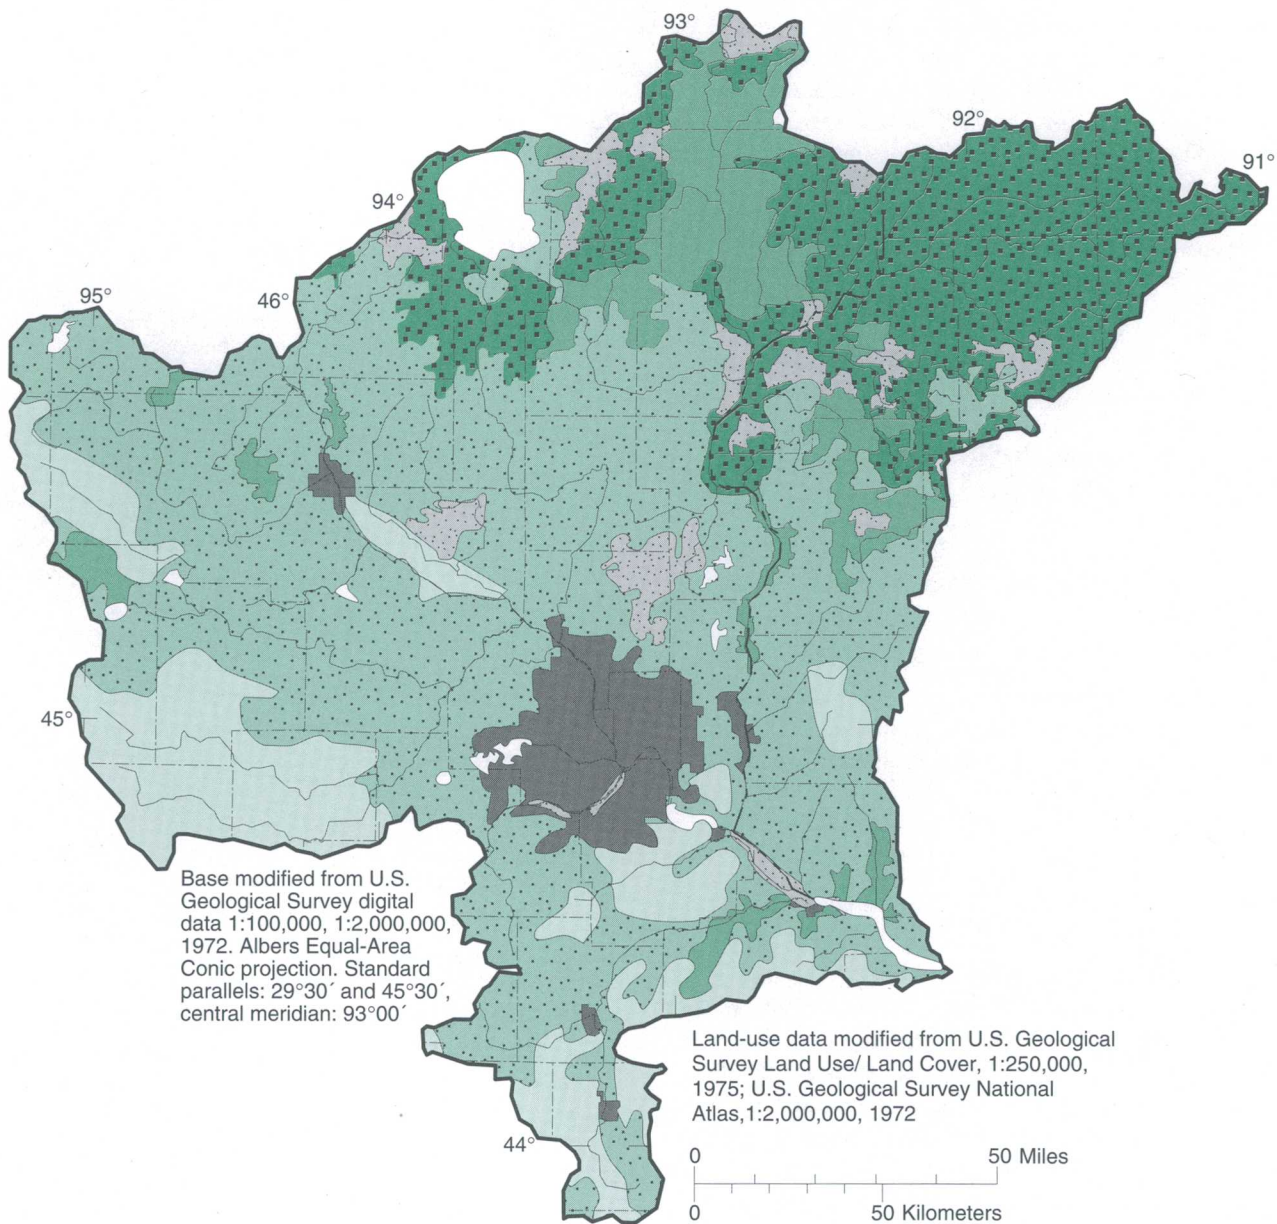 93°
92°
91°
94°
95°
46°
45°
Base modified from U.S.
Geological Survey digital
data 1:100,000, 1:2,000,000,
1972. Albers Equal-Area
Conic projection. Standard
parallels: 29°30´ and 45°30´,
central meridian: 93°00´
Land-use data modified from U.S. Geological
Survey Land Use/ Land Cover, 1:250,000,
1975; U.S. Geological Survey National
Atlas,1:2,000,000, 1972
44°
0 50 Miles
0 50 Kilometers